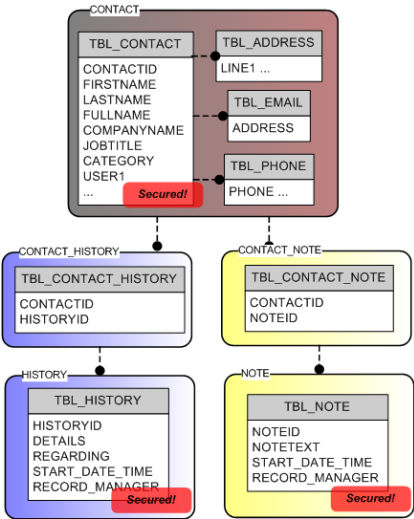 CONTACT
TBL_CONTACT
CONTACTID
FIRSTNAME
LASTNAME
FULLNAME
COMPANYNAME
JOBTITLE
CATEGORY
USER1
...
Secured!
TBL_ADDRESS
LINE1 ...
TBL_EMAIL
ADDRESS
TBL_PHONE
PHONE ...
CONTACT_HISTORY
TBL_CONTACT_HISTORY
CONTACTID
HISTORYID
CONTACT_NOTE
TBL_CONTACT_NOTE
CONTACTID
NOTEID
HISTORY
TBL_HISTORY
HISTORYID
DETAILS
REGARDING
START_DATE_TIME
RECORD_MANAGER
Secured!
NOTE
TBL_NOTE
NOTEID
NOTETEXT
START_DATE_TIME
RECORD_MANAGER
Secured!